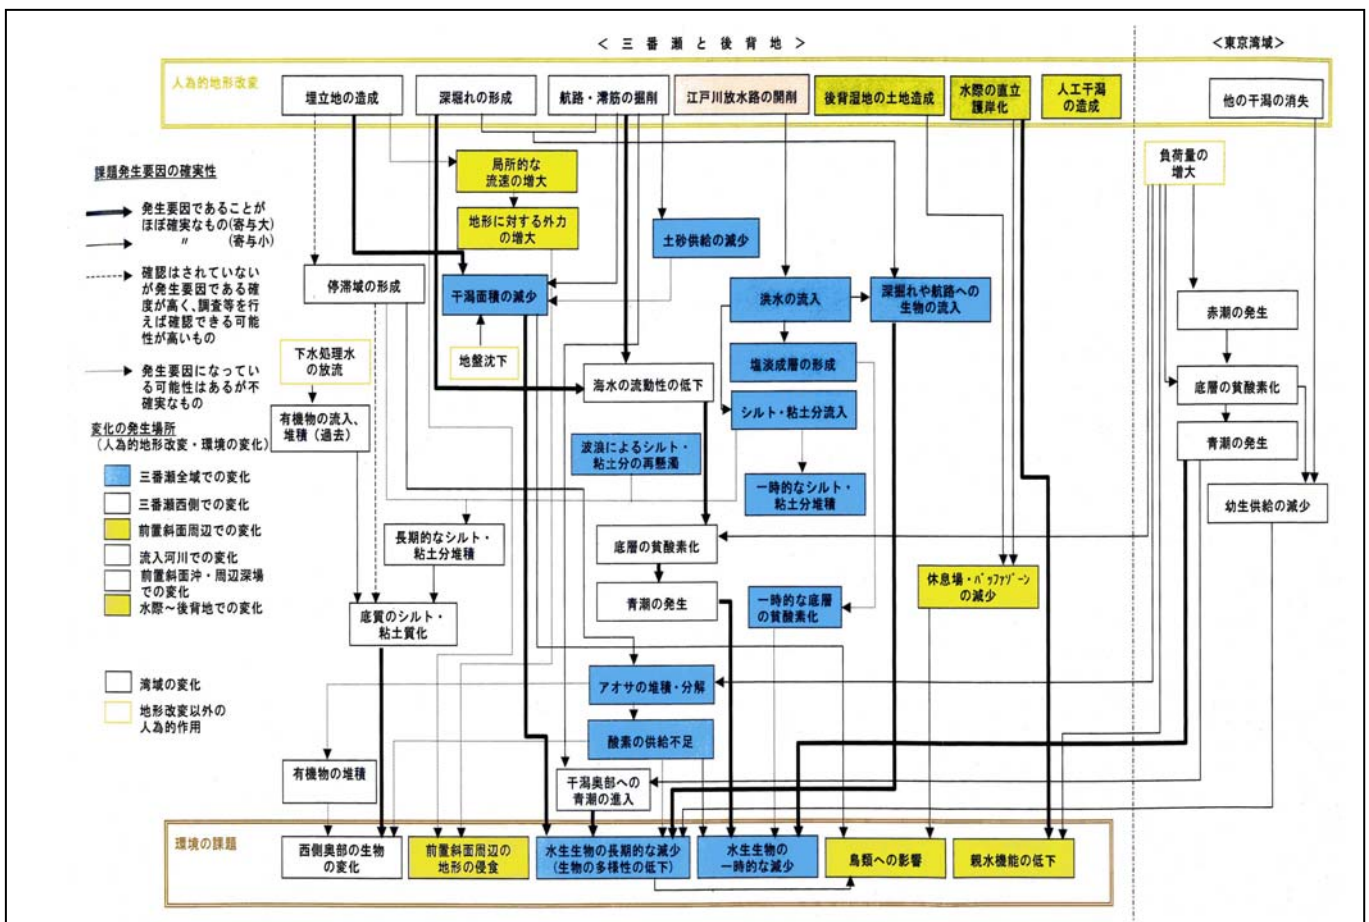 ＜ 三 番 瀬 と 後 背 地 ＞
＜東京湾域＞
人為的地形改変
埋立地の造成
深堀れの形成
航路・澪筋の掘削
江戸川放水路の開削
後背湿地の土地造成
水際の直立
護岸化
人工干潟
の造成
他の干潟の消失
課題発生要因の確実性
発生要因であることが
ほぼ確実なもの(寄与大)
〃 (寄与小)
確認はされていない
が発生要因である確
度が高く、調査等を行
えば確認できる可能
性が高いもの
発生要因になってい
る可能性はあるが不
確実なもの
変化の発生場所
(人為的地形改変・環境の変化)
三番瀬全域での変化
三番瀬西側での変化
前置斜面周辺での変化
流入河川での変化
前置斜面沖・周辺深場
での変化
水際～後背地での変化
湾域の変化
地形改変以外の
人為的作用
局所的な
流速の増大
地形に対する外力
の増大
土砂供給の減少
負荷量の
増大
停滞域の形成
干潟面積の減少
洪水の流入
深掘れや航路への
生物の流入
赤潮の発生
下水処理水
の放流
地盤沈下
塩淡成層の形成
海水の流動性の低下
底層の貧酸素化
有機物の流入、
堆積（過去）
シルト・粘土分流入
青潮の発生
波浪によるシルト・
粘土分の再懸濁
一時的なシルト・
粘土分堆積
幼生供給の減少
長期的なシルト・
粘土分堆積
底層の貧酸素化
休息場・バッファゾーン
の減少
青潮の発生
一時的な底層
の貧酸素化
底質のシルト・
粘土質化
アオサの堆積・分解
酸素の供給不足
有機物の堆積
干潟奥部への
青潮の進入
環境の課題
西側奥部の生物
の変化
前置斜面周辺の
地形の侵食
水生生物の長期的な減少
(生物の多様性の低下)
水生生物の
一時的な減少
鳥類への影響
親水機能の低下